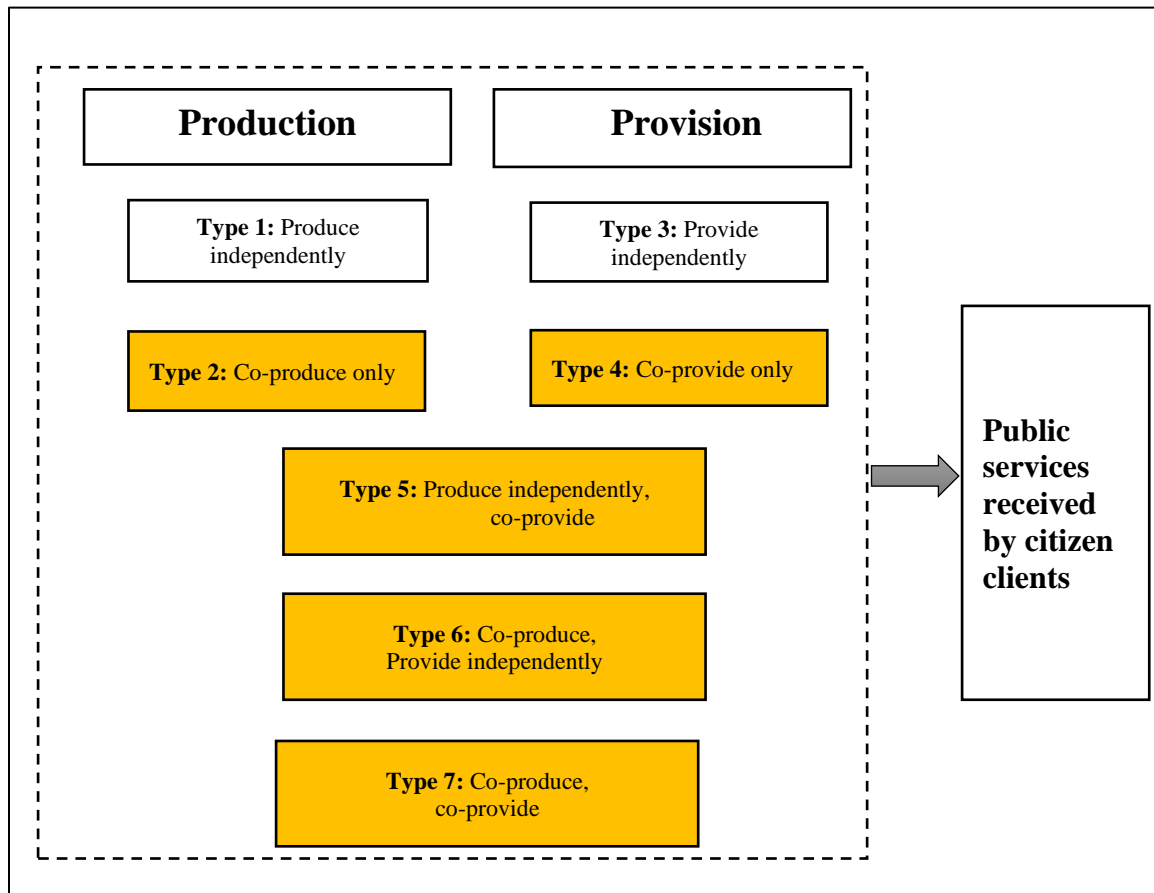 Production
Provision
Type 1: Produce
independently
Type 3: Provide
independently
Type 2: Co-produce only
Type 4: Co-provide only
Type 5: Produce independently,
co-provide
Type 6: Co-produce,
Provide independently
Type 7: Co-produce,
co-provide
Public
services
received
by citizen
clients